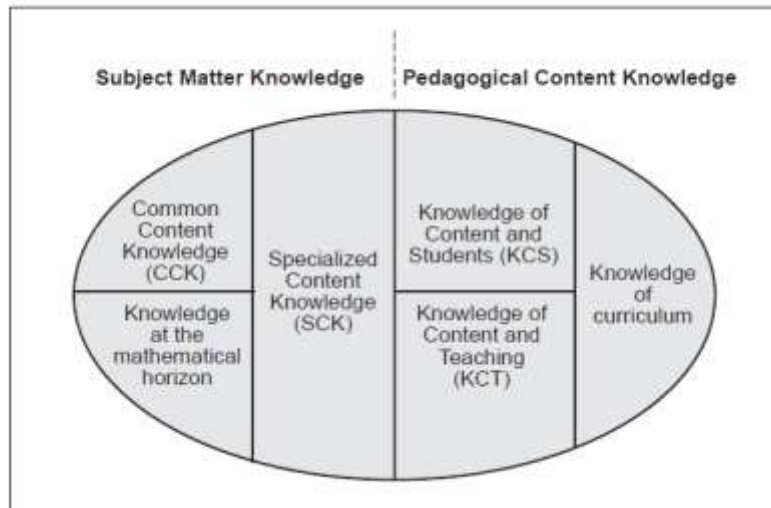 Subject Matter Knowledge
Pedagogical Content Knowledge
Common
Content
Knowledge
(CCK)
Knowledge
at the
mathematical
horizon
Specialized
Content
Knowledge
(SCK)
Knowledge of
Content and
Students (KCS)
Knowledge of
Content and
Teaching
(KCT)
Knowledge
of
curriculum